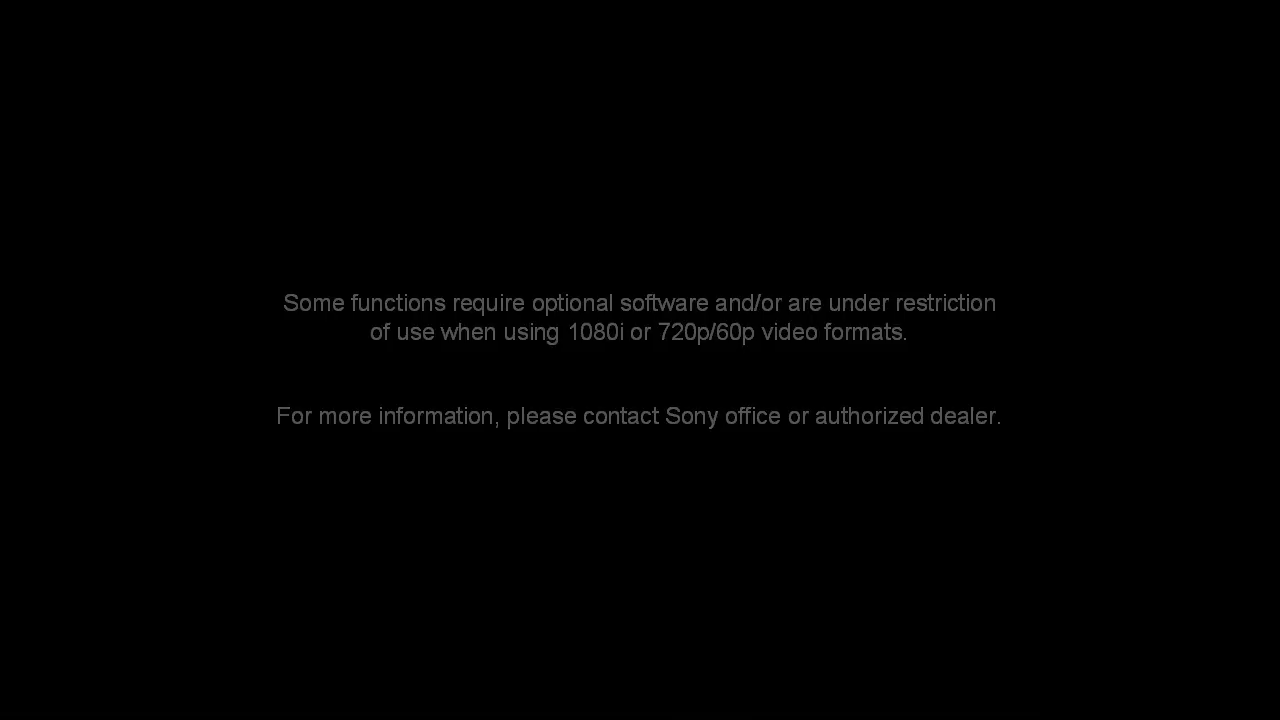 Some functions require optional software and/or are under restriction
of use when using 1080i or 720p/60p video formats.
For more information, please contact Sony office or authorized dealer.